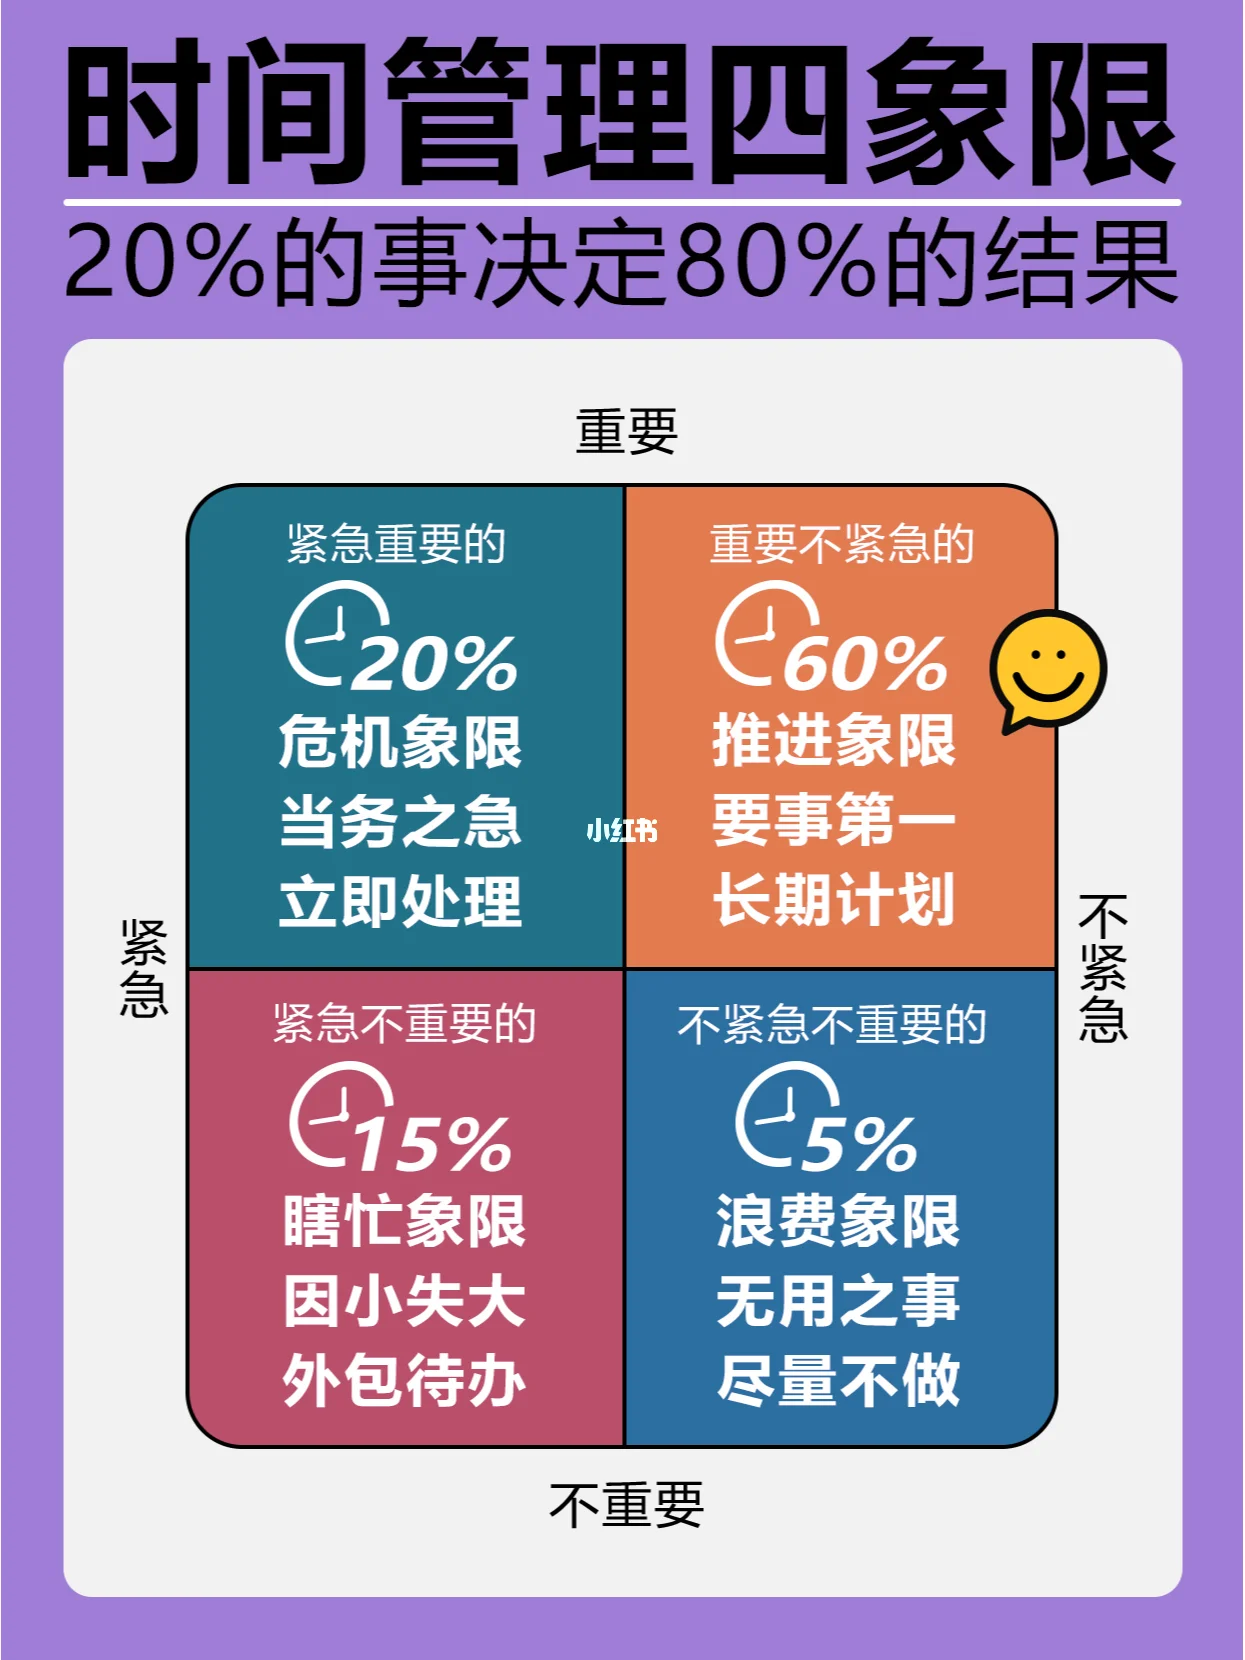 时间管理四象限
20%的事决定80%的结果
重要
紧急重要的
20%
危机象限
当务之急
立即处理
重要不紧急的
60%
推进象限
要事第一
长期计划
小红书
紧急
不紧急
紧急不重要的
15%
瞎忙象限
因小失大
外包待办
不紧急不重要的
5%
浪费象限
无用之事
尽量不做
不重要